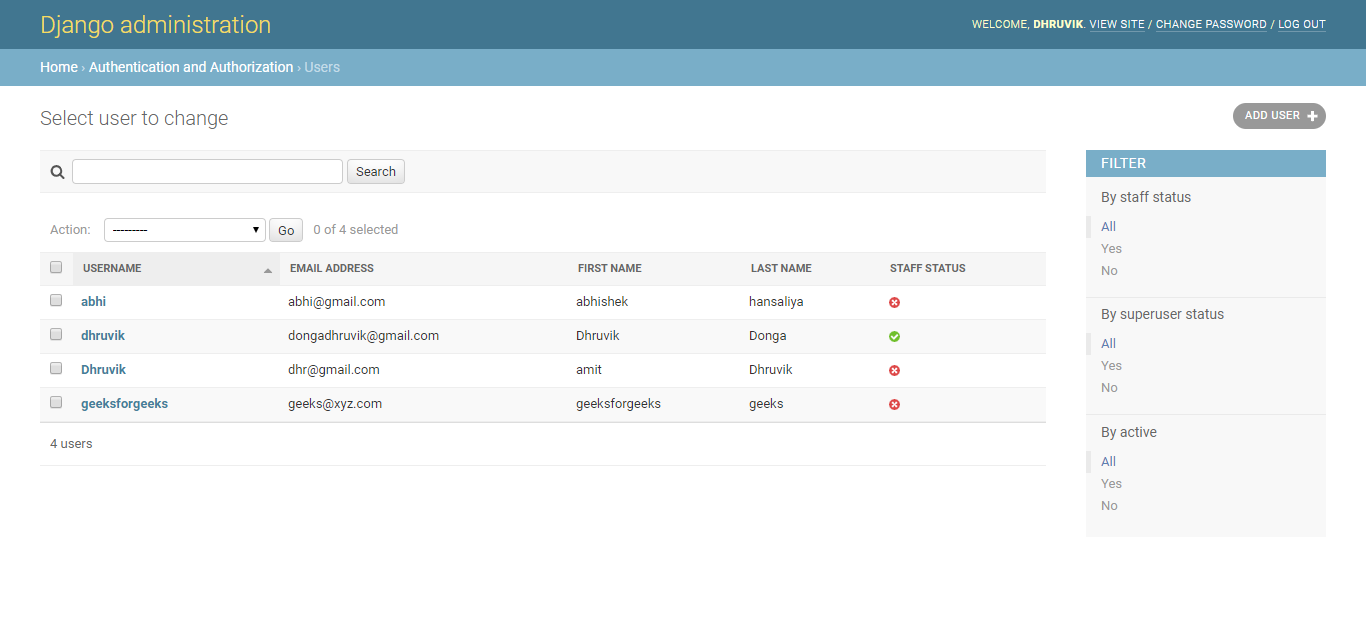 Django administration
WELCOME, DHRUVIK. VIEW SITE / CHANGE PASSWORD / LOG OUT
Home › Authentication and Authorization › Users
Select user to change
ADD USER
Search
Action: --------- Go 0 of 4 selected
USERNAME EMAIL ADDRESS FIRST NAME LAST NAME STAFF STATUS
abhi abhi@gmail.com abhishek hansaliya
dhruvik dongadhruvik@gmail.com Dhruvik Donga
Dhruvik dhr@gmail.com amit Dhruvik
geeksforgeeks geeks@xyz.com geeksforgeeks geeks
4 users
FILTER
By staff status
All
Yes
No
By superuser status
All
Yes
No
By active
All
Yes
No